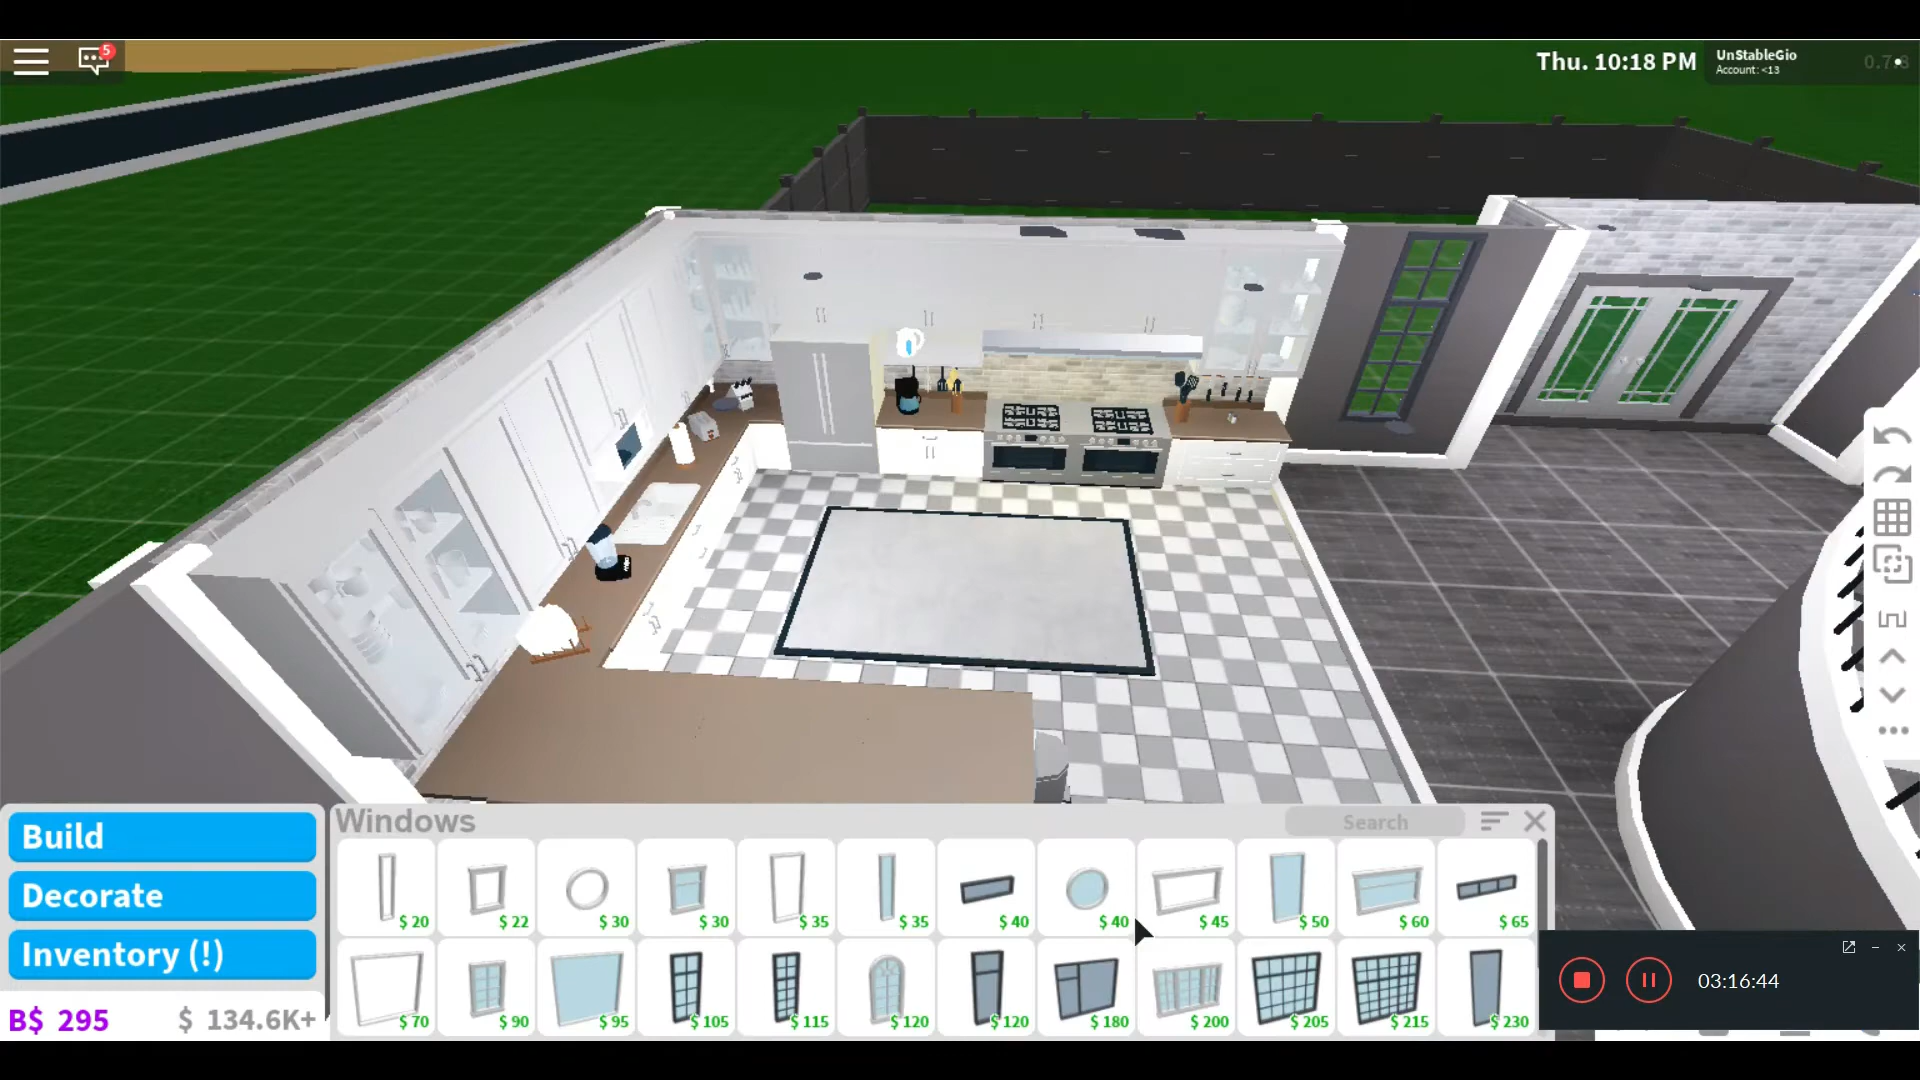 5
Thu. 10:18 PM
UnStableGio
Account: <13
Build
Decorate
Inventory (!)
B$ 295
$ 134.6K+
Windows
Search
$ 20
$ 22
$ 30
$ 30
$ 35
$ 35
$ 40
$ 40
$ 45
$ 50
$ 60
$ 65
$ 70
$ 90
$ 95
$ 105
$ 115
$ 120
$ 120
$ 180
$ 200
$ 205
$ 215
$ 230
03:16:44